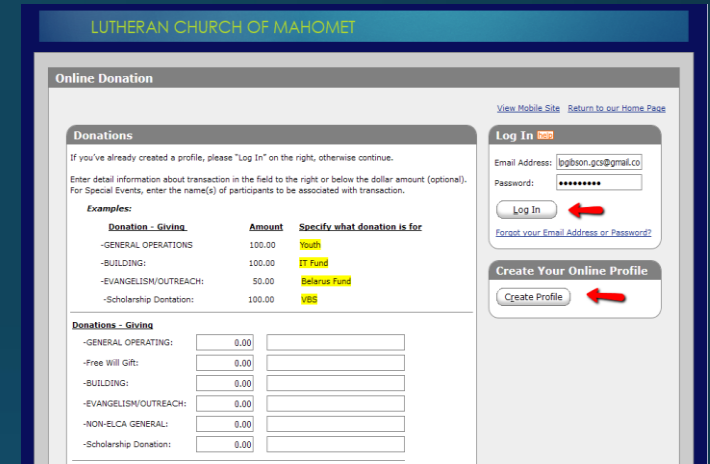 LUTHERAN CHURCH OF MAHOMET
Online Donation
View Mobile Site Return to our Home Page
Donations
If you've already created a profile, please "Log In" on the right, otherwise continue.
Enter detail information about transaction in the field to the right or below the dollar amount (optional).
For Special Events, enter the name(s) of participants to be associated with transaction.
Examples:
Donation - Giving Amount Specify what donation is for
-GENERAL OPERATIONS 100.00 Youth
-BUILDING: 100.00 IT Fund
-EVANGELISM/OUTREACH: 50.00 Belarus Fund
-Scholarship Dontation: 100.00 VBS
Donations - Giving
-GENERAL OPERATING: 0.00
-Free Will Gift: 0.00
-BUILDING: 0.00
-EVANGELISM/OUTREACH: 0.00
-NON-ELCA GENERAL: 0.00
-Scholarship Donation: 0.00
Log In help
Email Address: lpgibson.gcs@gmail.co
Password: •••••••••
Log In
Forgot your Email Address or Password?
Create Your Online Profile
Create Profile